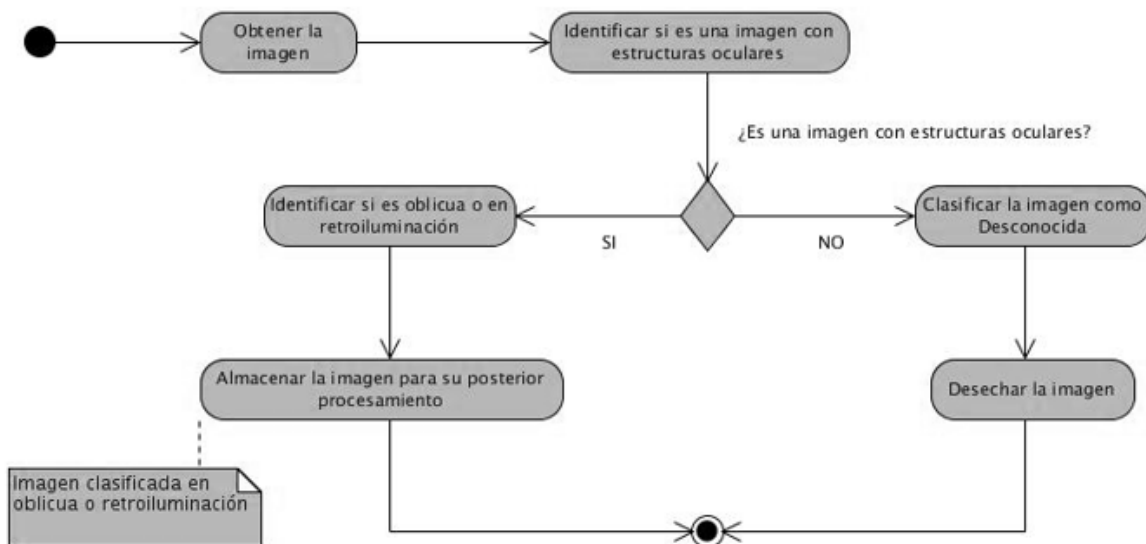 Obtener la
imagen
Identificar si es una imagen con
estructuras oculares
¿Es una imagen con estructuras oculares?
Identificar si es oblicua o en
retroiluminación
SI
NO
Clasificar la imagen como
Desconocida
Almacenar la imagen para su posterior
procesamiento
Desechar la imagen
Imagen clasificada en
oblicua o retroiluminación